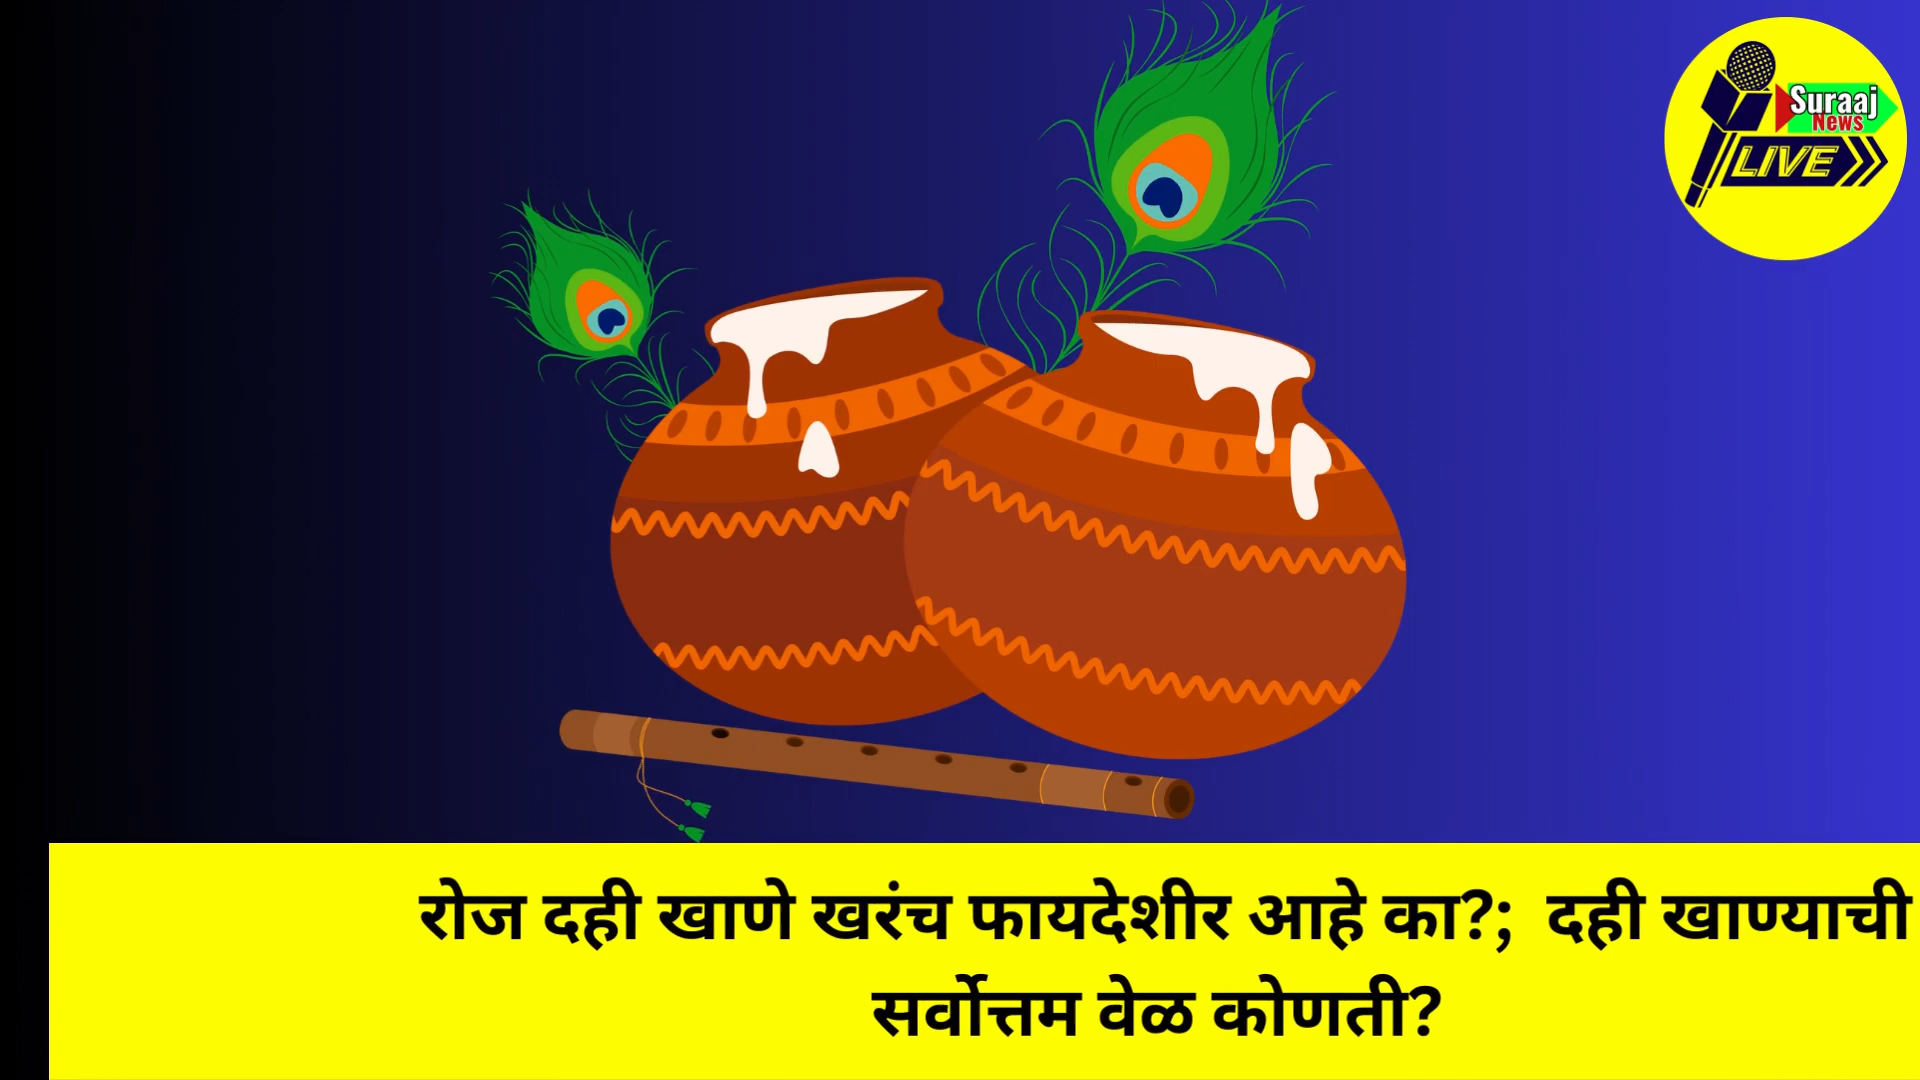 Suraaj
News
LIVE
रोज दही खाणे खरंच फायदेशीर आहे का?; दही खाण्याची
सर्वोत्तम वेळ कोणती?